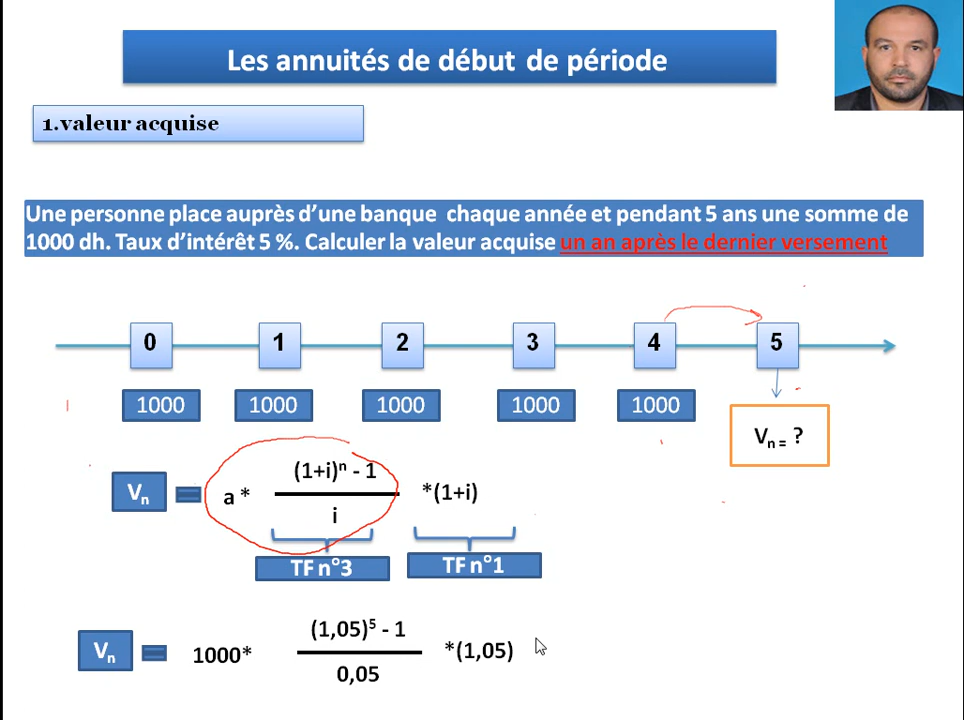 Les annuités de début de période
1.valeur acquise
Une personne place auprès d'une banque chaque année et pendant 5 ans une somme de
1000 dh. Taux d'intérêt 5 %. Calculer la valeur acquise un an après le dernier versement
0 1 2 3 4 5
1000 1000 1000 1000 1000
Vn = ?
(1+i)ⁿ - 1
Vn = a * *(1+i)
i
TF n°3 TF n°1
(1,05)⁵ - 1
Vn = 1000* *(1,05)
0,05